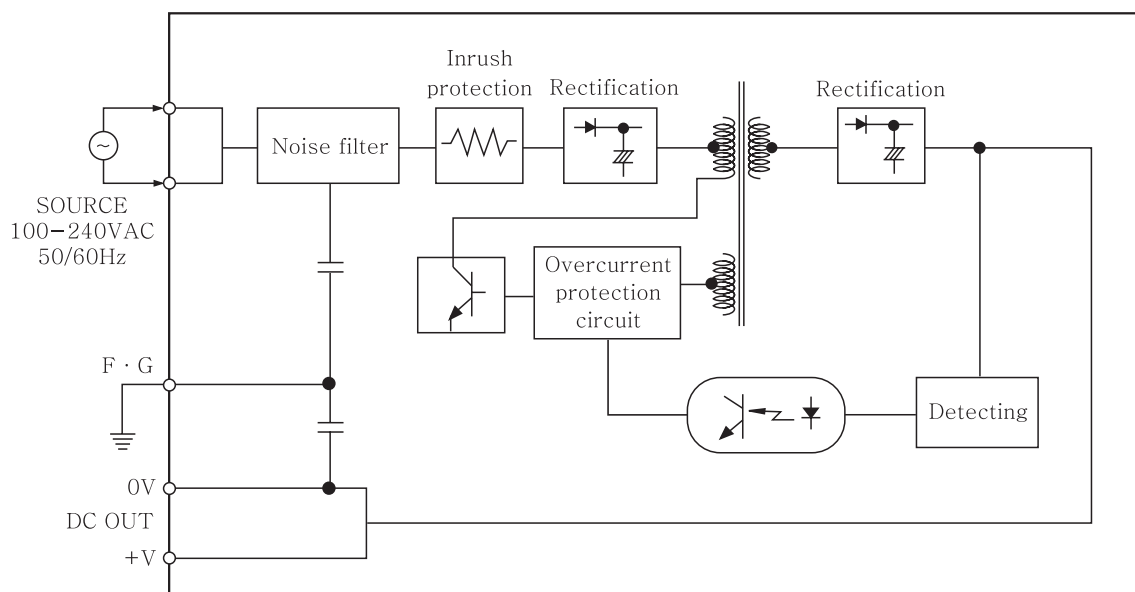 Inrush
protection
Rectification
Rectification
Noise filter
~
SOURCE
100-240VAC
50/60Hz
Overcurrent
protection
circuit
F · G
Detecting
0V
DC OUT
+V